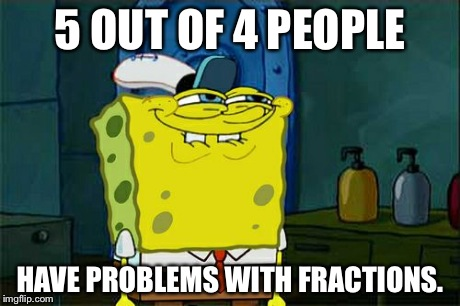 5 OUT OF 4 PEOPLE
HAVE PROBLEMS WITH FRACTIONS.
imgflip.com